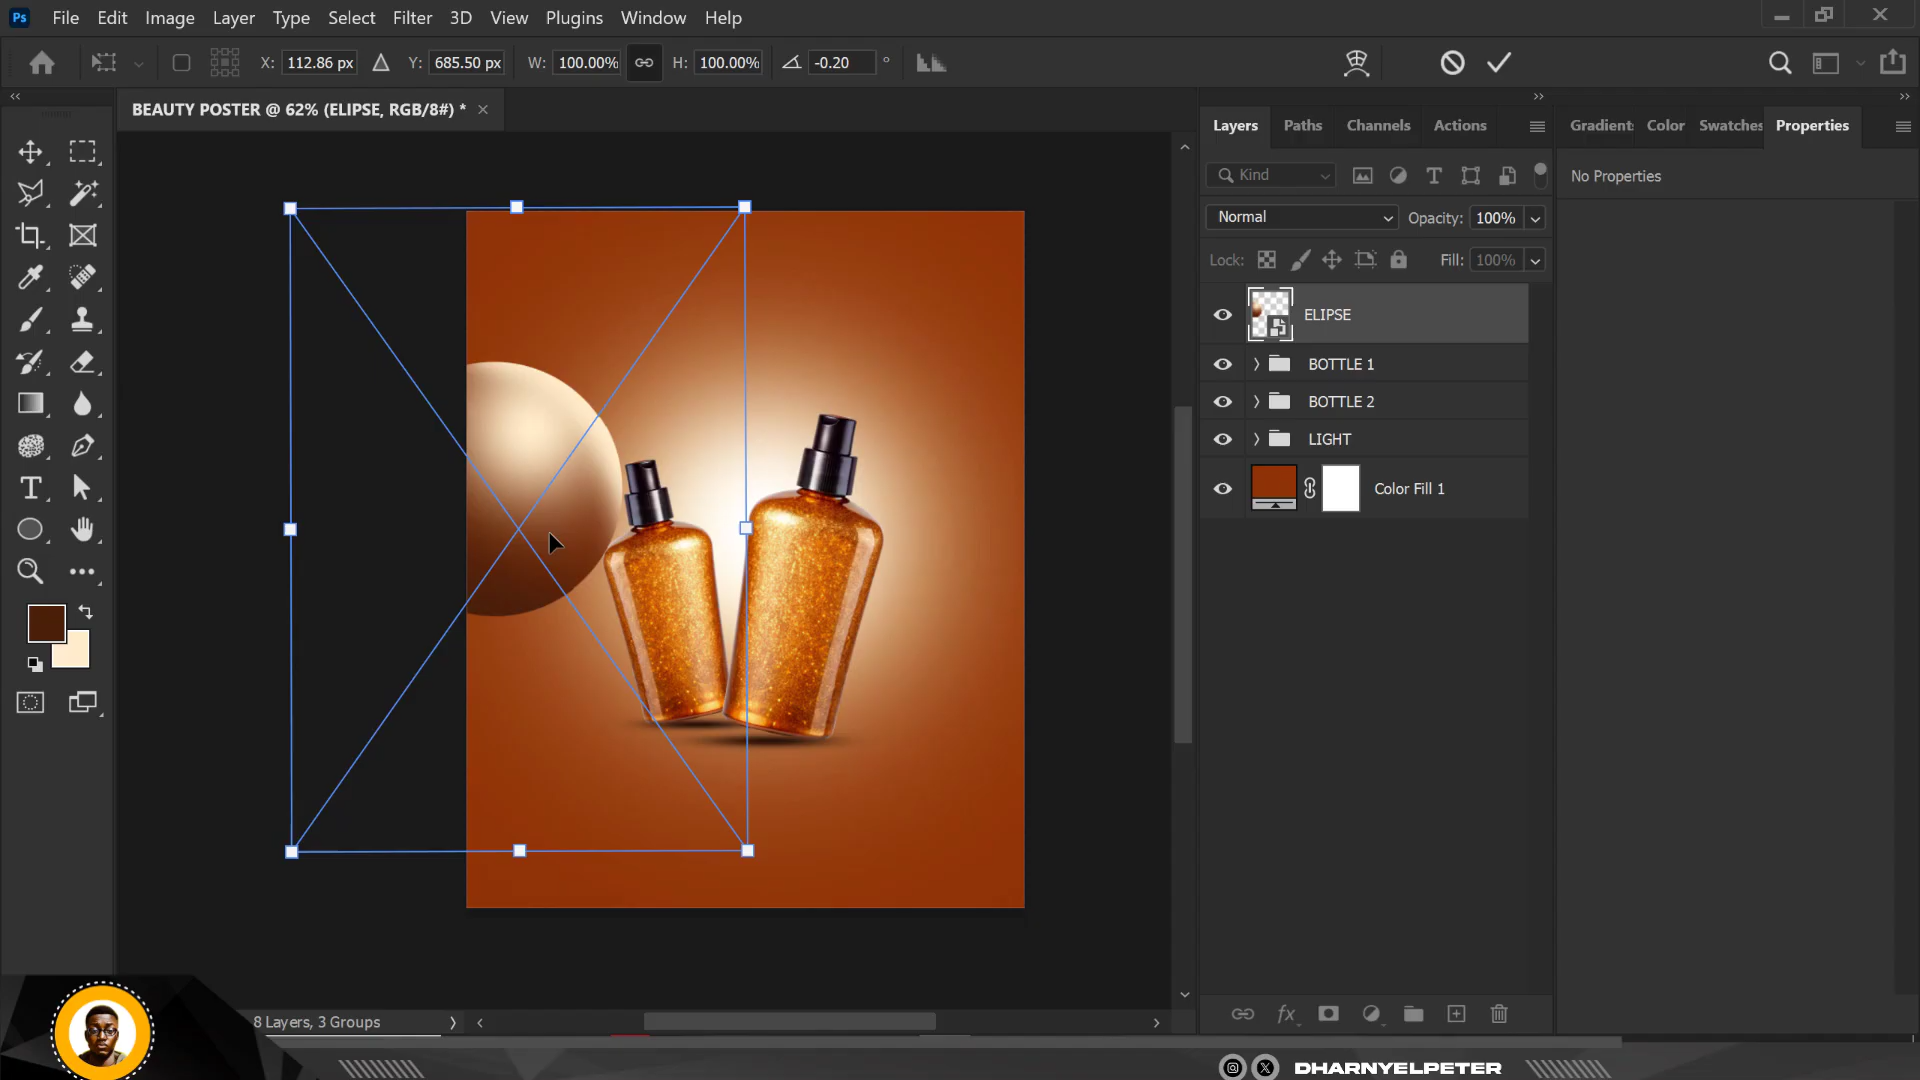 Ps File Edit Image Layer Type Select Filter 3D View Plugins Window Help
X: 112.86 px Y: 685.50 px W: 100.00% H: 100.00% -0.20 °
BEAUTY POSTER @ 62% (ELIPSE, RGB/8#) *
Layers Paths Channels Actions
Gradient Color Swatches Properties
Kind
No Properties
Normal Opacity: 100%
Lock: Fill: 100%
ELIPSE
BOTTLE 1
BOTTLE 2
LIGHT
Color Fill 1
8 Layers, 3 Groups
DHARNYELPETER